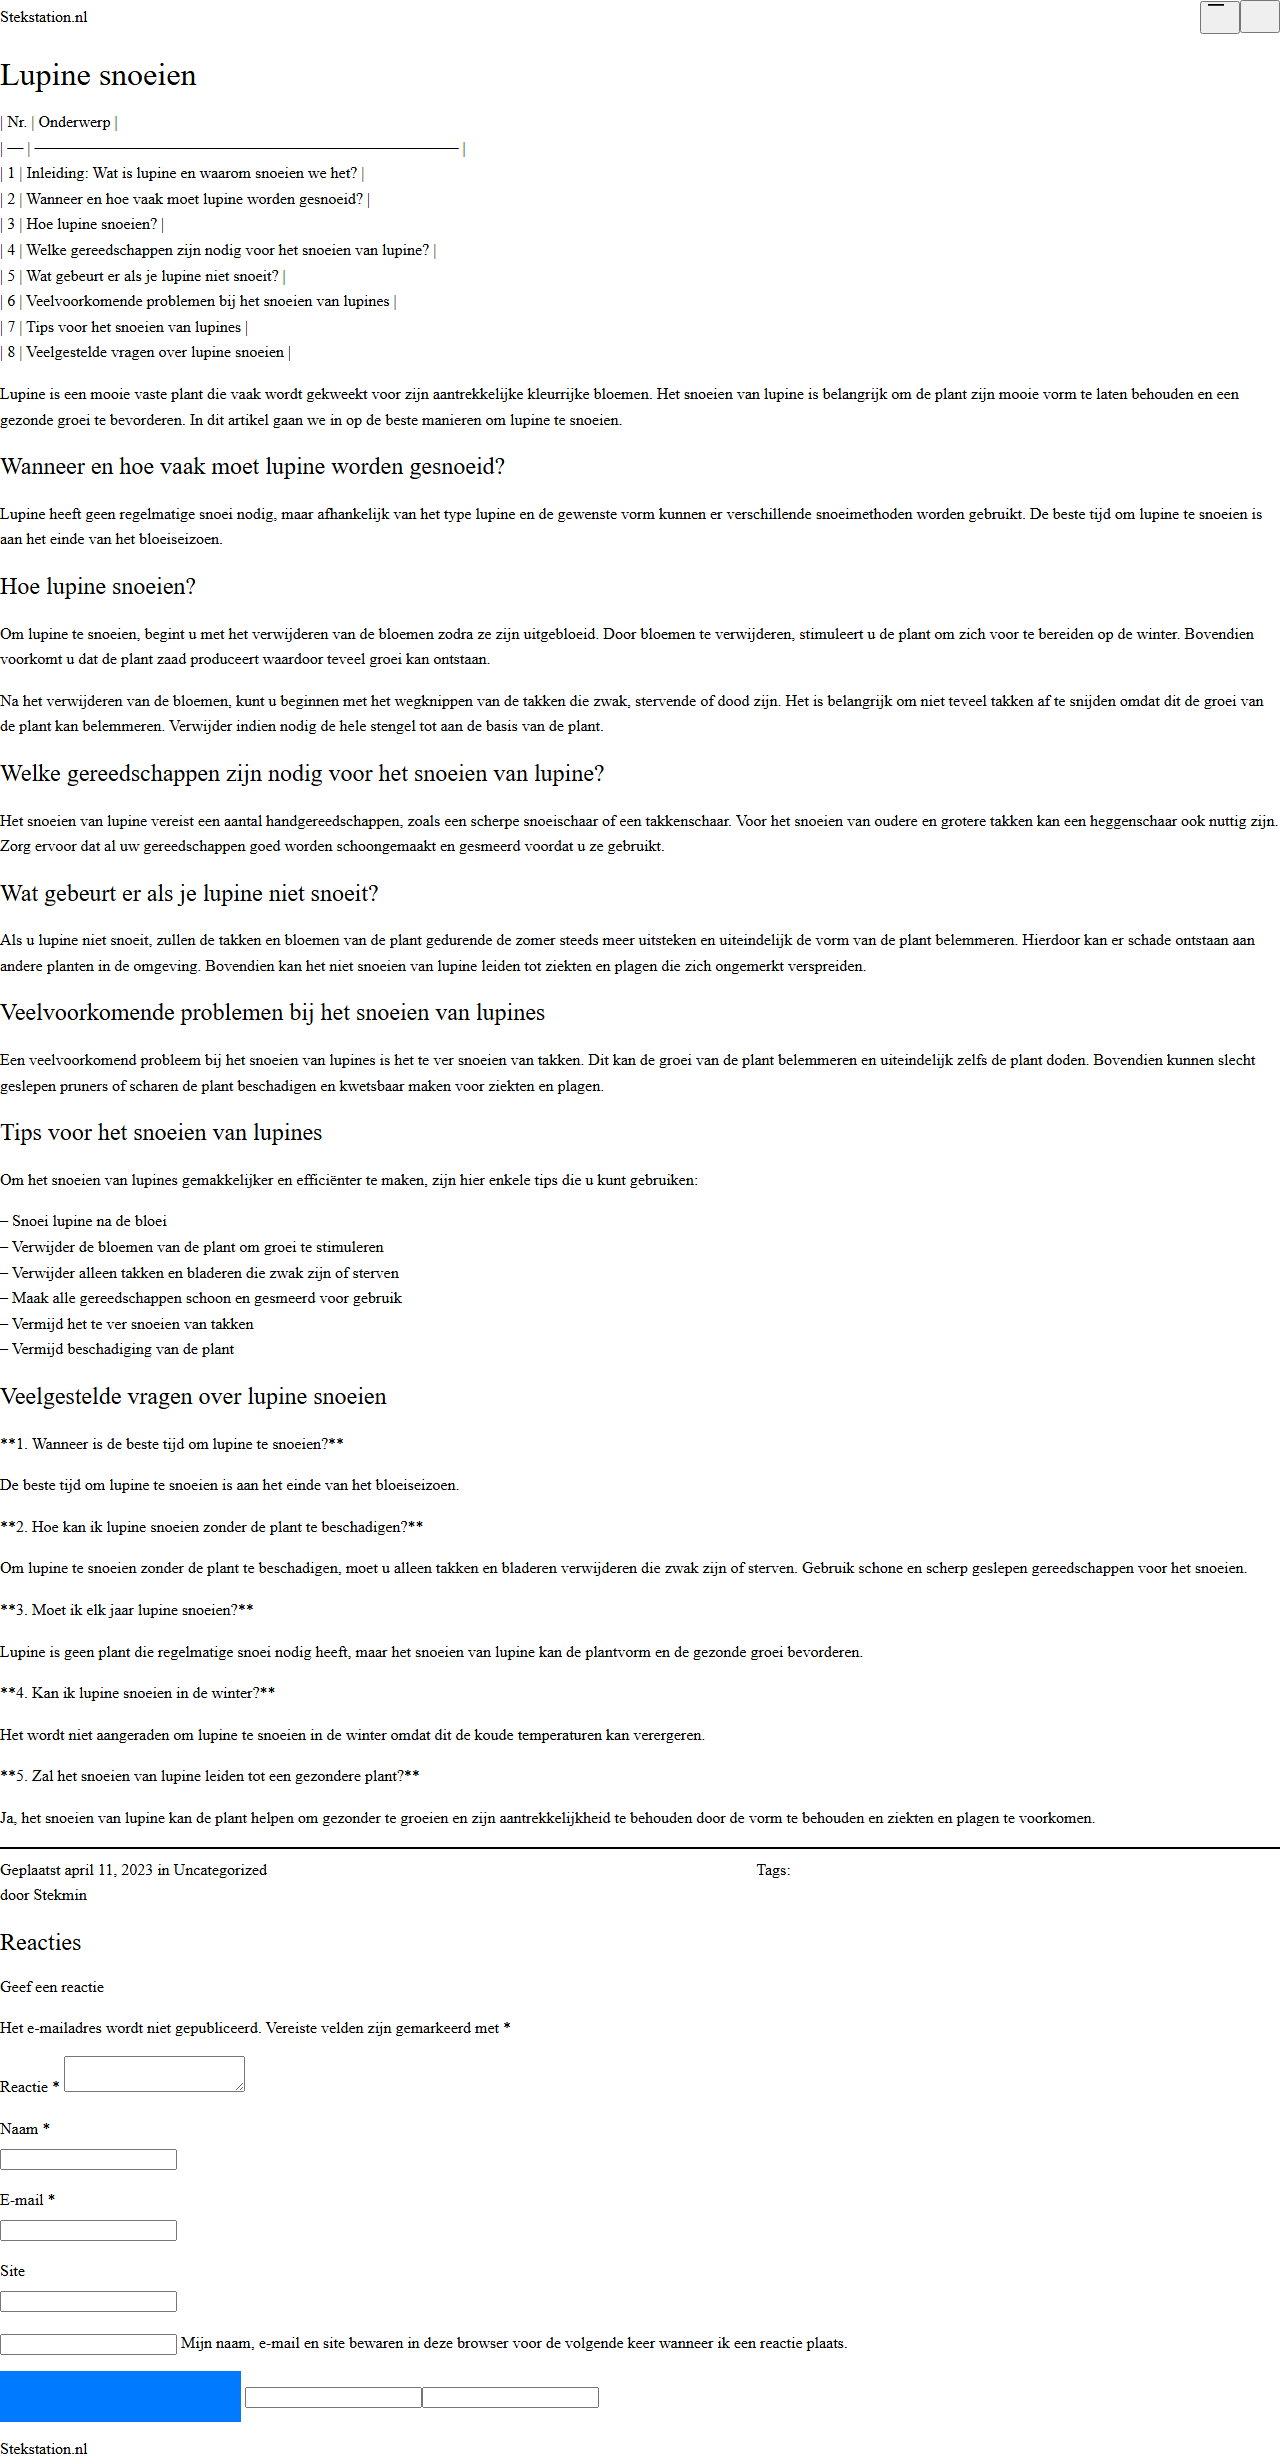 Stekstation.nl
Lupine snoeien
| Nr. | Onderwerp |
| — | —————————————————————————– |
| 1 | Inleiding: Wat is lupine en waarom snoeien we het? |
| 2 | Wanneer en hoe vaak moet lupine worden gesnoeid? |
| 3 | Hoe lupine snoeien? |
| 4 | Welke gereedschappen zijn nodig voor het snoeien van lupine? |
| 5 | Wat gebeurt er als je lupine niet snoeit? |
| 6 | Veelvoorkomende problemen bij het snoeien van lupines |
| 7 | Tips voor het snoeien van lupines |
| 8 | Veelgestelde vragen over lupine snoeien |
Lupine is een mooie vaste plant die vaak wordt gekweekt voor zijn aantrekkelijke kleurrijke bloemen. Het snoeien van lupine is belangrijk om de plant zijn mooie vorm te laten behouden en een
gezonde groei te bevorderen. In dit artikel gaan we in op de beste manieren om lupine te snoeien.
Wanneer en hoe vaak moet lupine worden gesnoeid?
Lupine heeft geen regelmatige snoei nodig, maar afhankelijk van het type lupine en de gewenste vorm kunnen er verschillende snoeimethoden worden gebruikt. De beste tijd om lupine te snoeien is
aan het einde van het bloeiseizoen.
Hoe lupine snoeien?
Om lupine te snoeien, begint u met het verwijderen van de bloemen zodra ze zijn uitgebloeid. Door bloemen te verwijderen, stimuleert u de plant om zich voor te bereiden op de winter. Bovendien
voorkomt u dat de plant zaad produceert waardoor teveel groei kan ontstaan.
Na het verwijderen van de bloemen, kunt u beginnen met het wegknippen van de takken die zwak, stervende of dood zijn. Het is belangrijk om niet teveel takken af te snijden omdat dit de groei van
de plant kan belemmeren. Verwijder indien nodig de hele stengel tot aan de basis van de plant.
Welke gereedschappen zijn nodig voor het snoeien van lupine?
Het snoeien van lupine vereist een aantal handgereedschappen, zoals een scherpe snoeischaar of een takkenschaar. Voor het snoeien van oudere en grotere takken kan een heggenschaar ook nuttig zijn.
Zorg ervoor dat al uw gereedschappen goed worden schoongemaakt en gesmeerd voordat u ze gebruikt.
Wat gebeurt er als je lupine niet snoeit?
Als u lupine niet snoeit, zullen de takken en bloemen van de plant gedurende de zomer steeds meer uitsteken en uiteindelijk de vorm van de plant belemmeren. Hierdoor kan er schade ontstaan aan
andere planten in de omgeving. Bovendien kan het niet snoeien van lupine leiden tot ziekten en plagen die zich ongemerkt verspreiden.
Veelvoorkomende problemen bij het snoeien van lupines
Een veelvoorkomend probleem bij het snoeien van lupines is het te ver snoeien van takken. Dit kan de groei van de plant belemmeren en uiteindelijk zelfs de plant doden. Bovendien kunnen slecht
geslepen pruners of scharen de plant beschadigen en kwetsbaar maken voor ziekten en plagen.
Tips voor het snoeien van lupines
Om het snoeien van lupines gemakkelijker en efficiënter te maken, zijn hier enkele tips die u kunt gebruiken:
– Snoei lupine na de bloei
– Verwijder de bloemen van de plant om groei te stimuleren
– Verwijder alleen takken en bladeren die zwak zijn of sterven
– Maak alle gereedschappen schoon en gesmeerd voor gebruik
– Vermijd het te ver snoeien van takken
– Vermijd beschadiging van de plant
Veelgestelde vragen over lupine snoeien
**1. Wanneer is de beste tijd om lupine te snoeien?**
De beste tijd om lupine te snoeien is aan het einde van het bloeiseizoen.
**2. Hoe kan ik lupine snoeien zonder de plant te beschadigen?**
Om lupine te snoeien zonder de plant te beschadigen, moet u alleen takken en bladeren verwijderen die zwak zijn of sterven. Gebruik schone en scherp geslepen gereedschappen voor het snoeien.
**3. Moet ik elk jaar lupine snoeien?**
Lupine is geen plant die regelmatige snoei nodig heeft, maar het snoeien van lupine kan de plantvorm en de gezonde groei bevorderen.
**4. Kan ik lupine snoeien in de winter?**
Het wordt niet aangeraden om lupine te snoeien in de winter omdat dit de koude temperaturen kan verergeren.
**5. Zal het snoeien van lupine leiden tot een gezondere plant?**
Ja, het snoeien van lupine kan de plant helpen om gezonder te groeien en zijn aantrekkelijkheid te behouden door de vorm te behouden en ziekten en plagen te voorkomen.
Geplaatst april 11, 2023 in Uncategorized
door Stekmin
Tags:
Reacties
Geef een reactie
Het e-mailadres wordt niet gepubliceerd. Vereiste velden zijn gemarkeerd met *
Reactie *
Naam *
E-mail *
Site
Mijn naam, e-mail en site bewaren in deze browser voor de volgende keer wanneer ik een reactie plaats.
Stekstation.nl